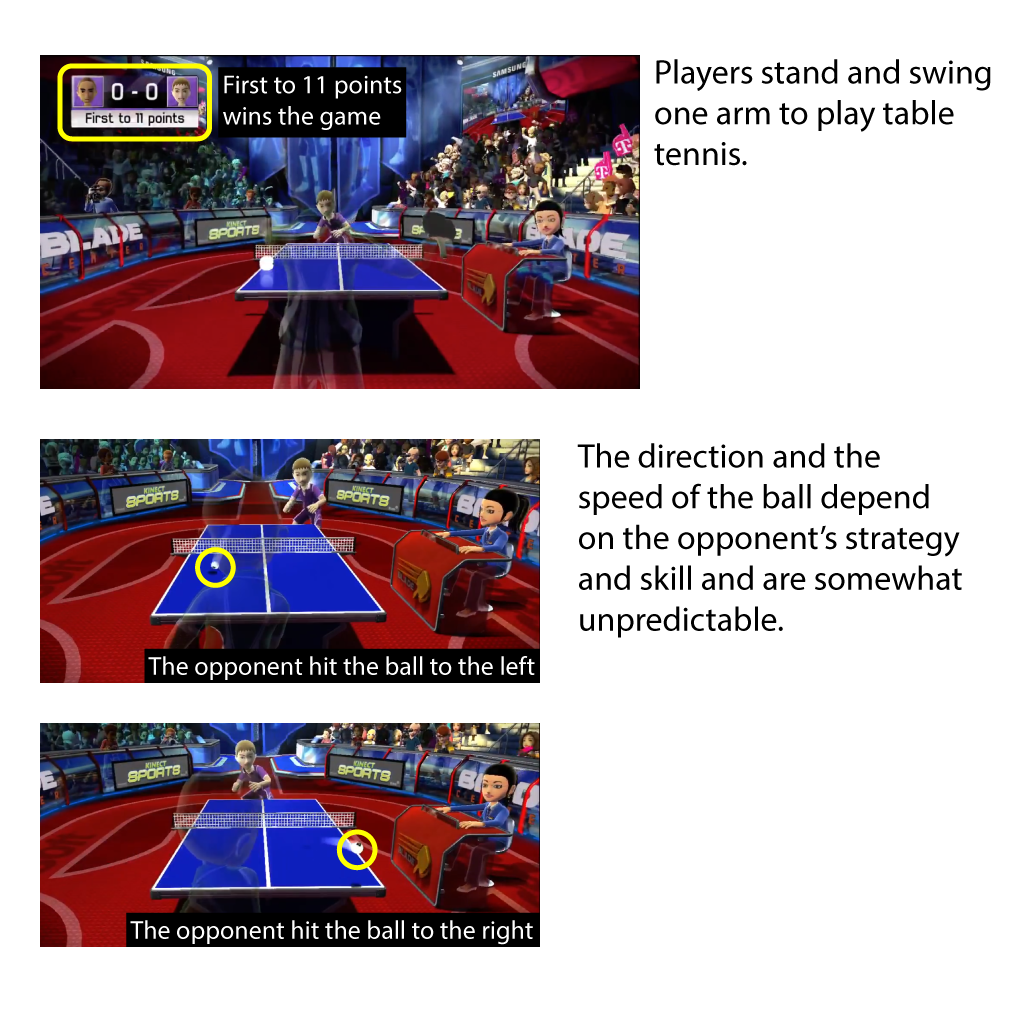 SAMSUNG
SAMSUNG
0 - 0
First to 11 points
First to 11 points
wins the game
Players stand and swing
one arm to play table
tennis.
BLADE
CENTER
KINECT
SPORTS
The direction and the
speed of the ball depend
on the opponent’s strategy
and skill and are somewhat
unpredictable.
KINECT
SPORTS
KINECT
SPORTS
The opponent hit the ball to the left
KINECT
SPORTS
KINECT
SPORTS
The opponent hit the ball to the right